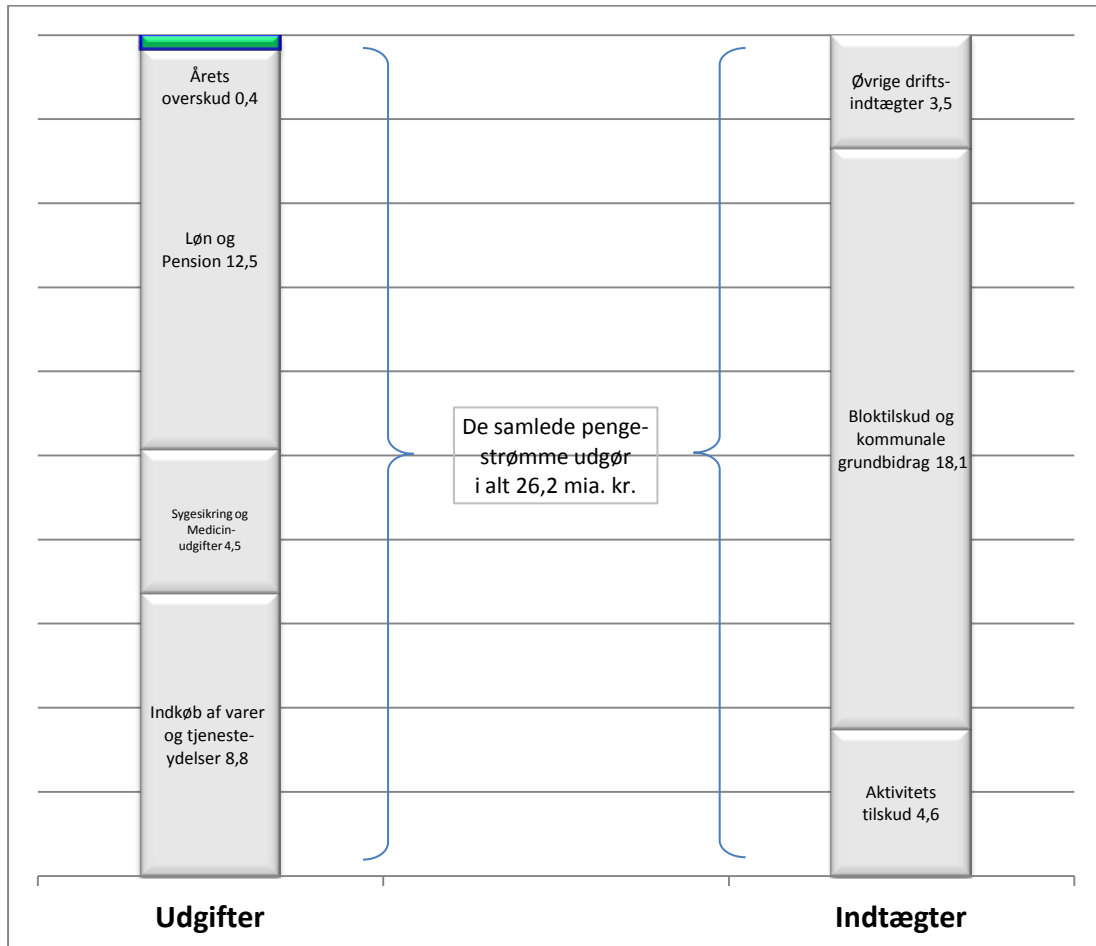 Årets
overskud 0,4
Løn og
Pension 12,5
Sygesikring og
Medicin-
udgifter 4,5
Indkøb af varer
og tjeneste-
ydelser 8,8
De samlede penge-
strømme udgør
i alt 26,2 mia. kr.
Øvrige drifts-
indtægter 3,5
Bloktilskud og
kommunale
grundbidrag 18,1
Aktivitets
tilskud 4,6
Udgifter
Indtægter